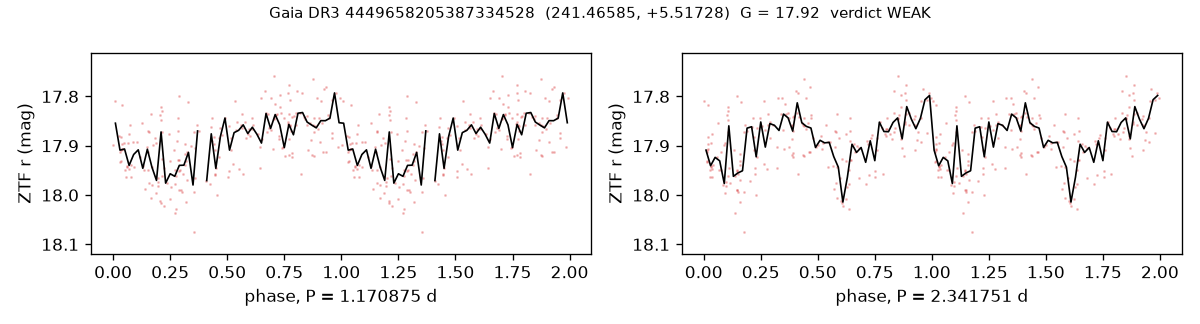 Gaia DR3 4449658205387334528 (241.46585, +5.51728) G = 17.92 verdict WEAK
ZTF r (mag)
17.8
17.9
18.0
18.1
0.00 0.25 0.50 0.75 1.00 1.25 1.50 1.75 2.00
phase, P = 1.170875 d
ZTF r (mag)
17.8
17.9
18.0
18.1
0.00 0.25 0.50 0.75 1.00 1.25 1.50 1.75 2.00
phase, P = 2.341751 d